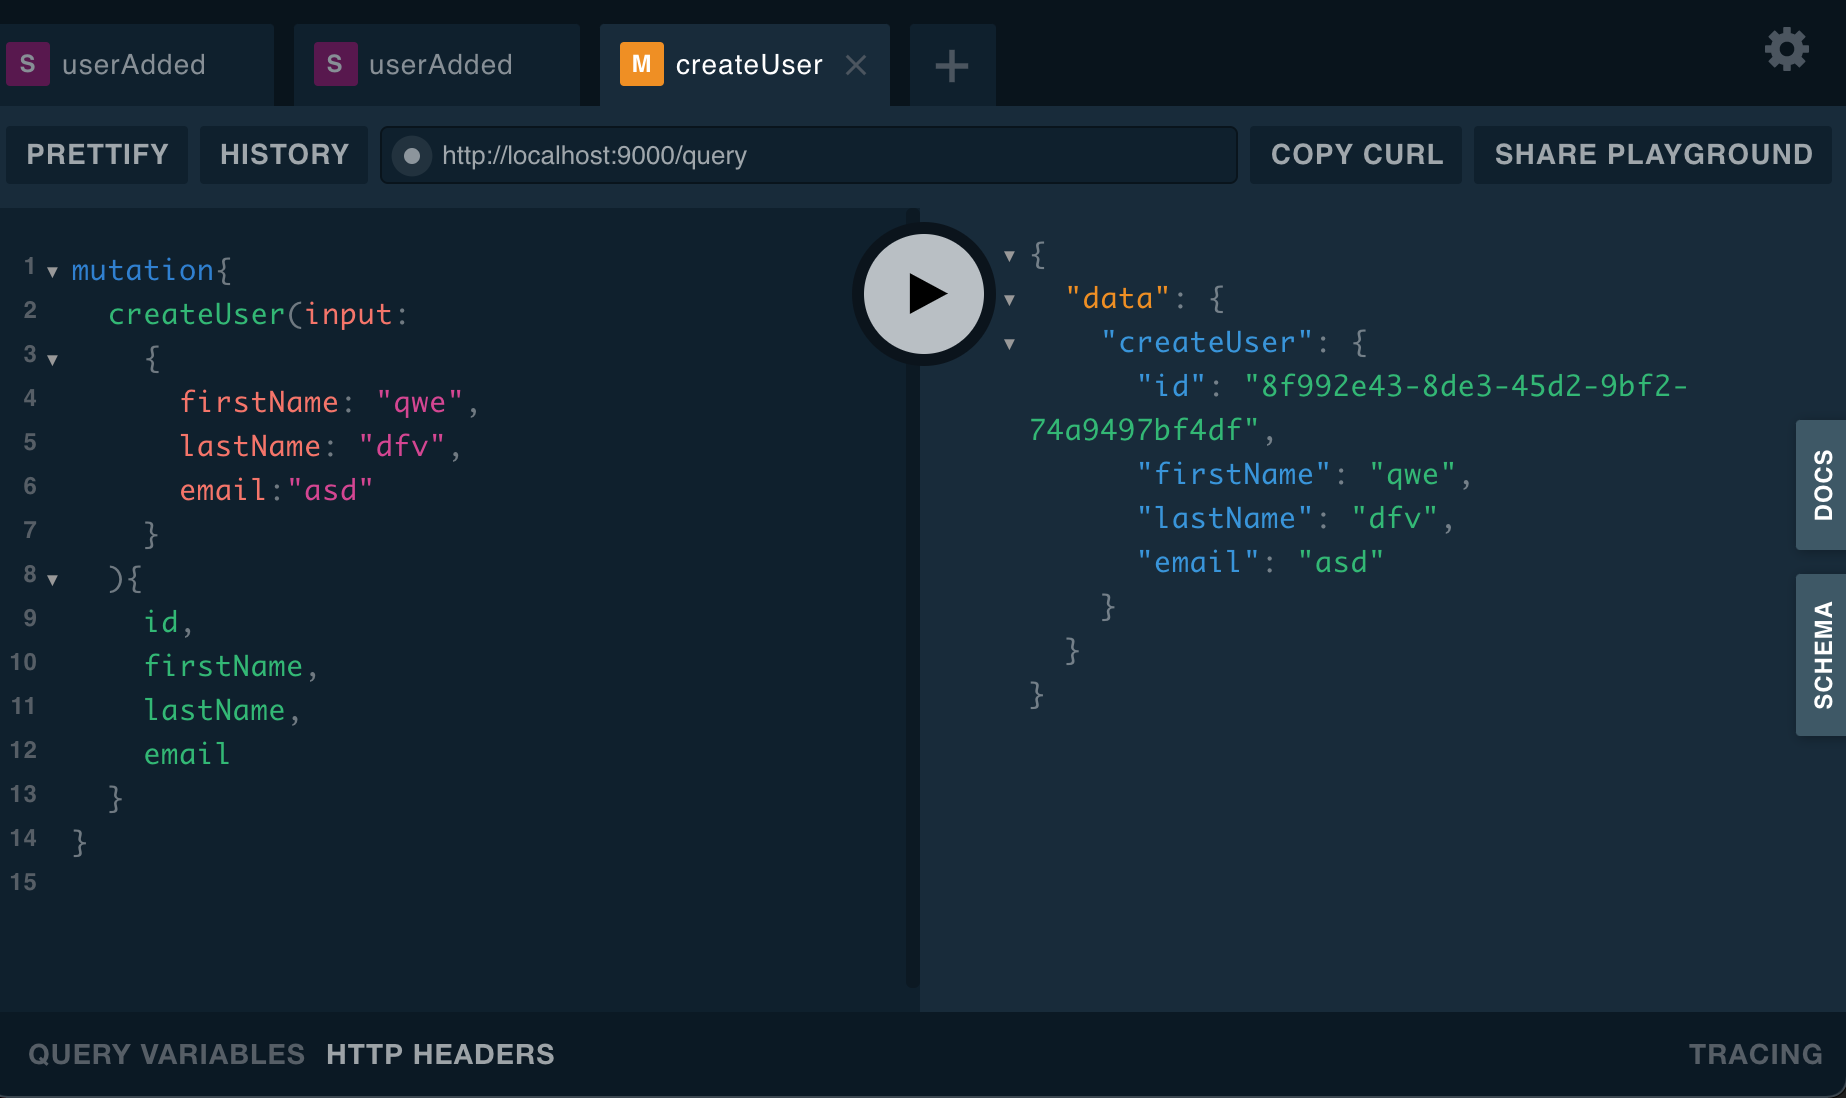 S userAdded
S userAdded
M createUser
PRETTIFY
HISTORY
http://localhost:9000/query
COPY CURL
SHARE PLAYGROUND
1 mutation{
2 createUser(input:
3 {
4 firstName: "qwe",
5 lastName: "dfv",
6 email:"asd"
7 }
8 ){
9 id,
10 firstName,
11 lastName,
12 email
13 }
14 }
15
{
"data": {
"createUser": {
"id": "8f992e43-8de3-45d2-9bf2-
74a9497bf4df",
"firstName": "qwe",
"lastName": "dfv",
"email": "asd"
}
}
}
DOCS
SCHEMA
QUERY VARIABLES
HTTP HEADERS
TRACING